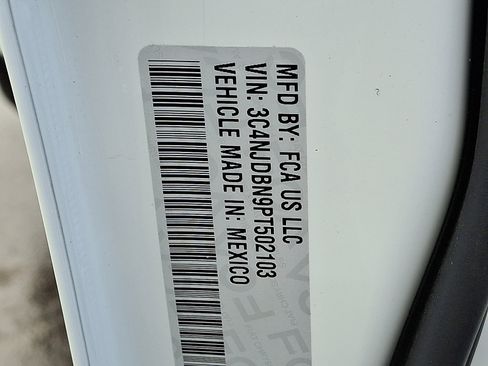 MFD BY: FCA US LLC
VIN: 3C4NJDBN9PT502103
VEHICLE MADE IN: MEXICO